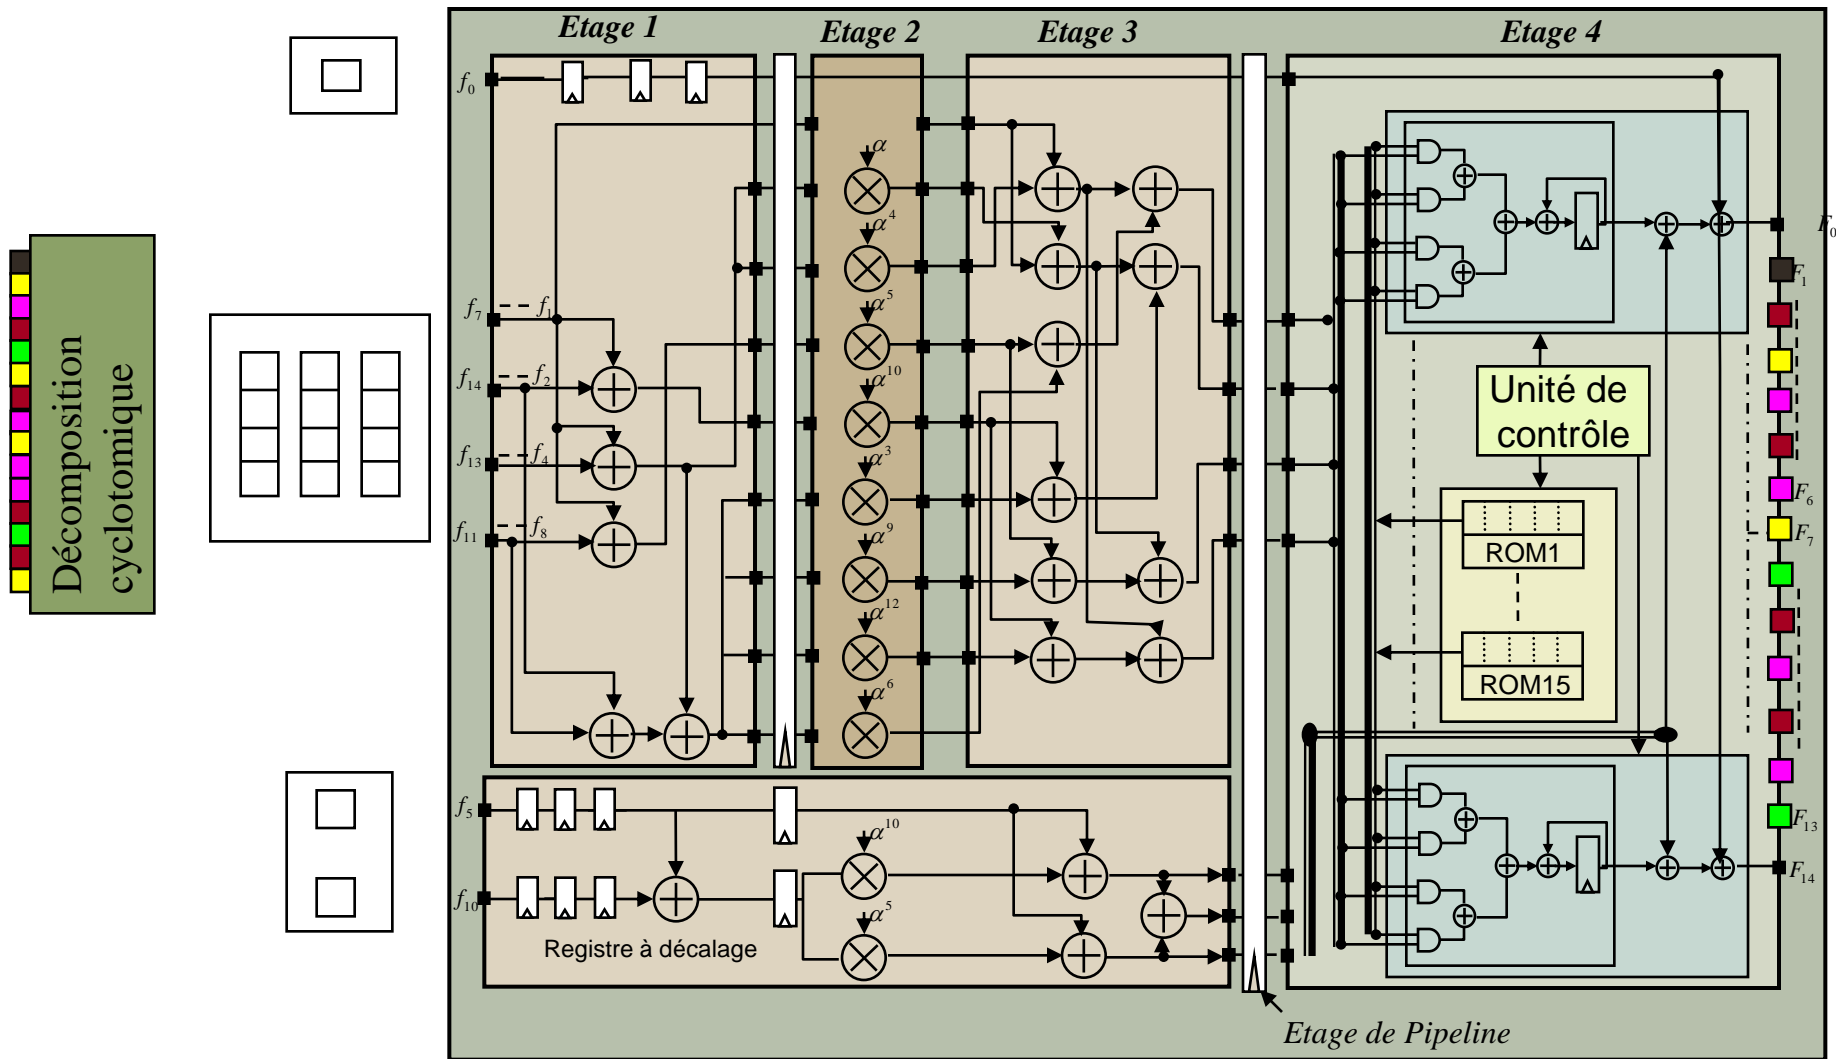 Etage 1
Etage 2
Etage 3
Etage 4
f0
α
α4
α5
α10
α3
α9
α12
α6
f7 f1
f14 f2
f13 f4
f11 f8
Décomposition
cyclotomique
F0
F1
F6
F7
F13
F14
Unité de
contrôle
ROM1
ROM15
f5
f10
α10
α5
Registre à décalage
Etage de Pipeline